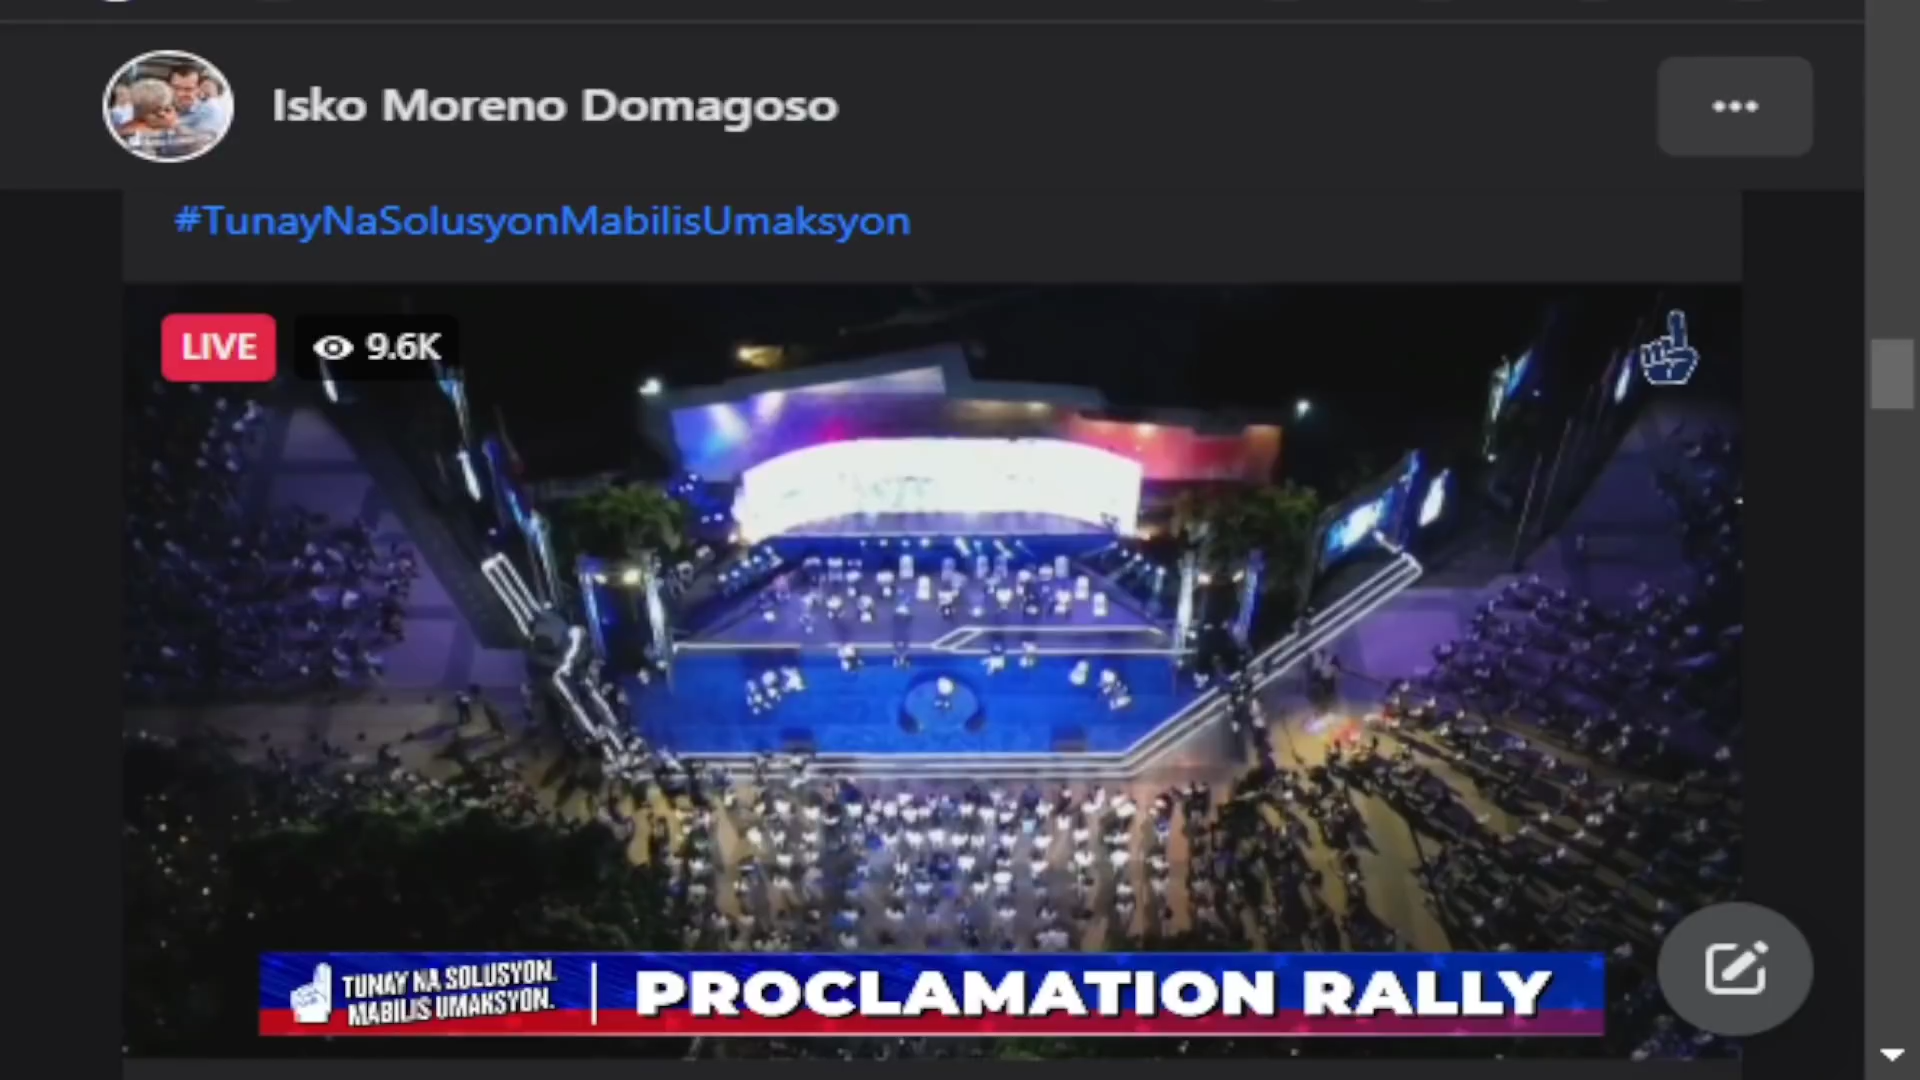 Isko Moreno Domagoso
#TunayNaSolusyonMabilisUmaksyon
LIVE
9.6K
TUNAY NA SOLUSYON.
MABILIS UMAKSYON.
PROCLAMATION RALLY